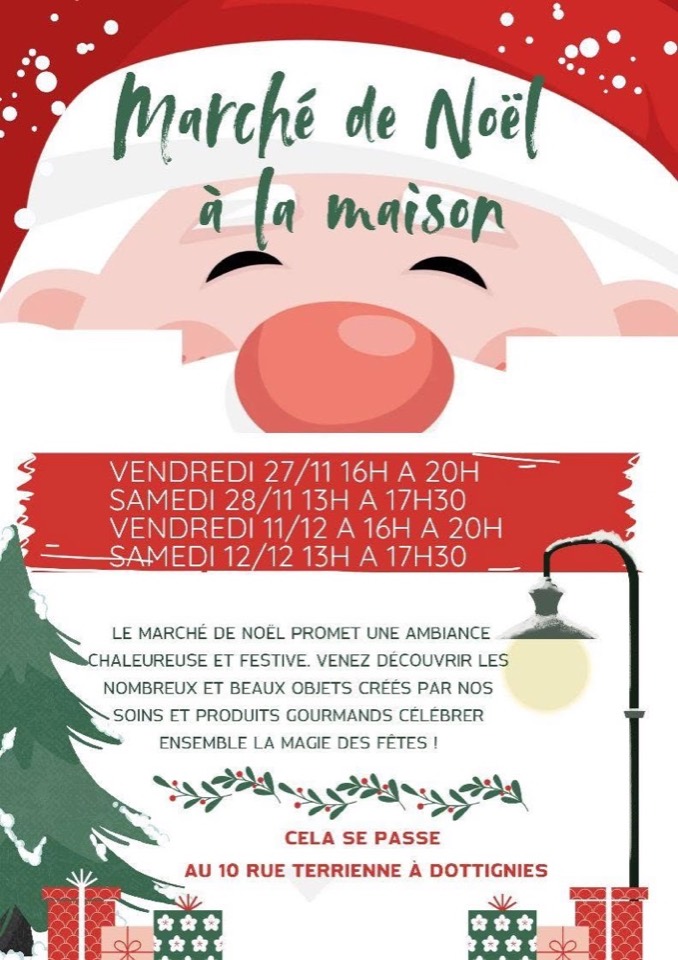 Marché de Noël
à la maison
VENDREDI 27/11 16H A 20H
SAMEDI 28/11 13H A 17H30
VENDREDI 11/12 A 16H A 20H
SAMEDI 12/12 13H A 17H30
LE MARCHÉ DE NOËL PROMET UNE AMBIANCE
CHALEUREUSE ET FESTIVE. VENEZ DÉCOUVRIR LES
NOMBREUX ET BEAUX OBJETS CRÉÉS PAR NOS
SOINS ET PRODUITS GOURMANDS CÉLÉBRER
ENSEMBLE LA MAGIE DES FÊTES !
CELA SE PASSE
AU 10 RUE TERRIENNE À DOTTIGNIES